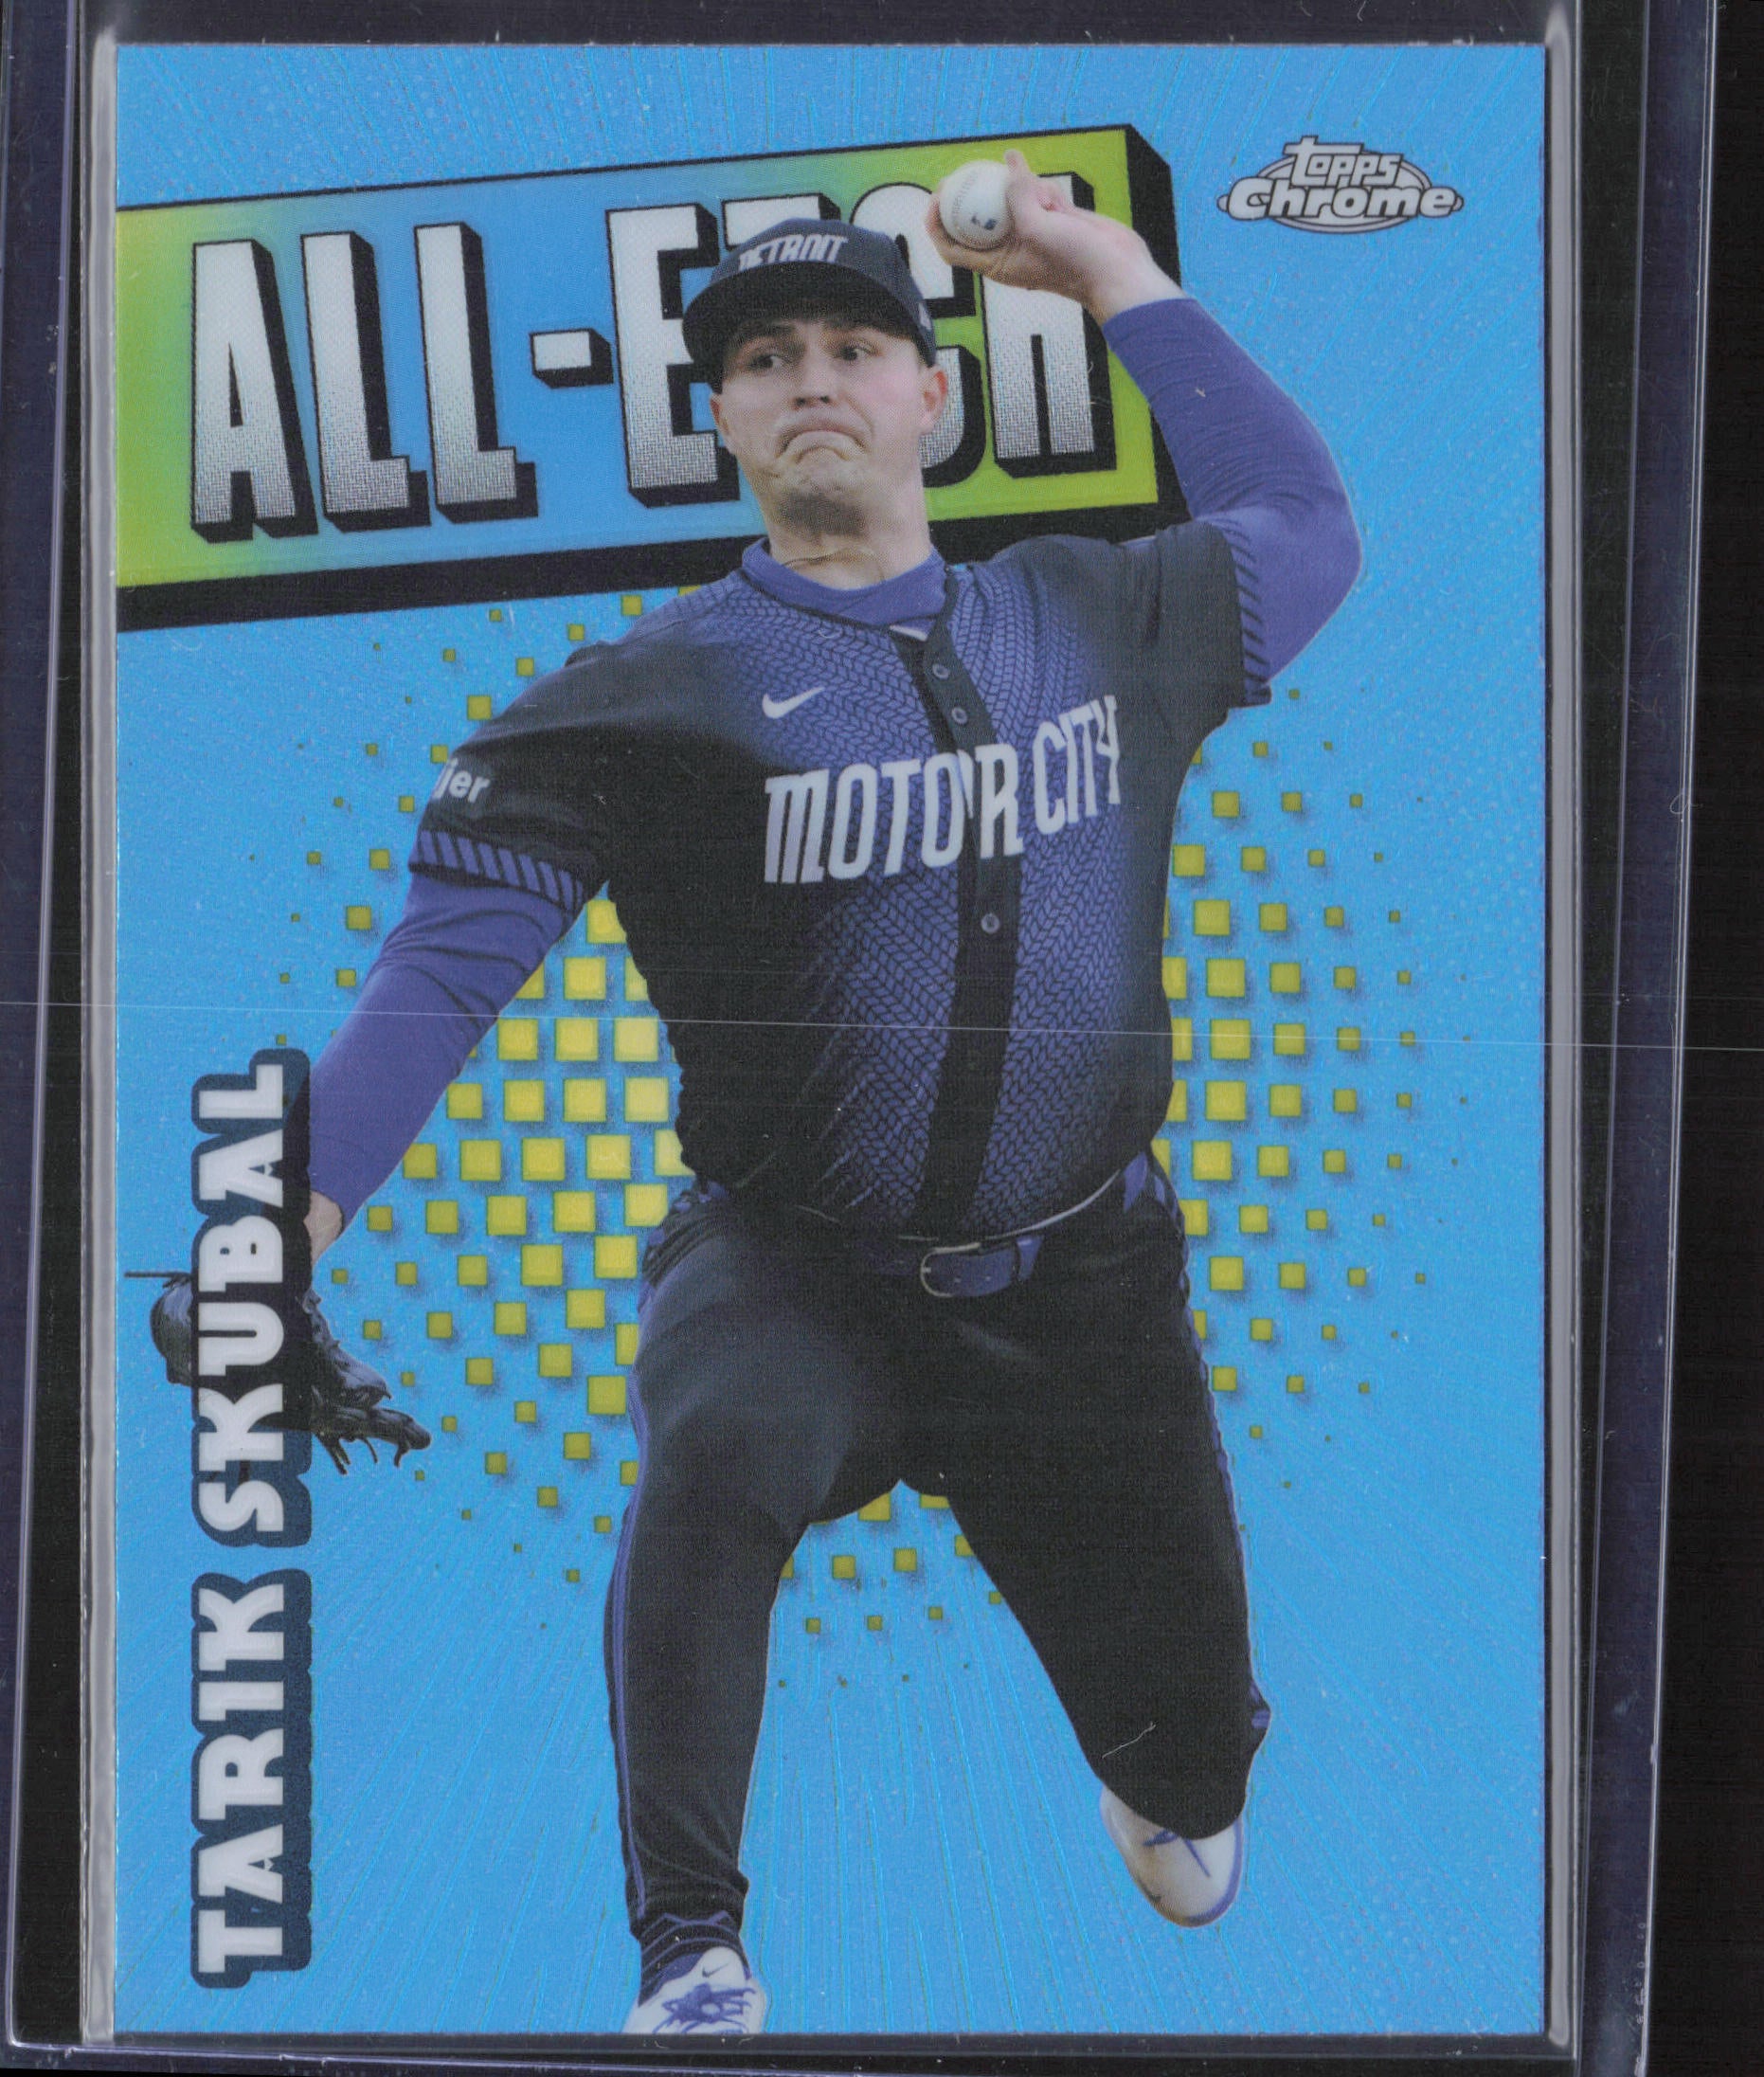 ALL-ETCH
topps
Chrome
DETROIT
MOTOR CITY
TARIK SKUBAL